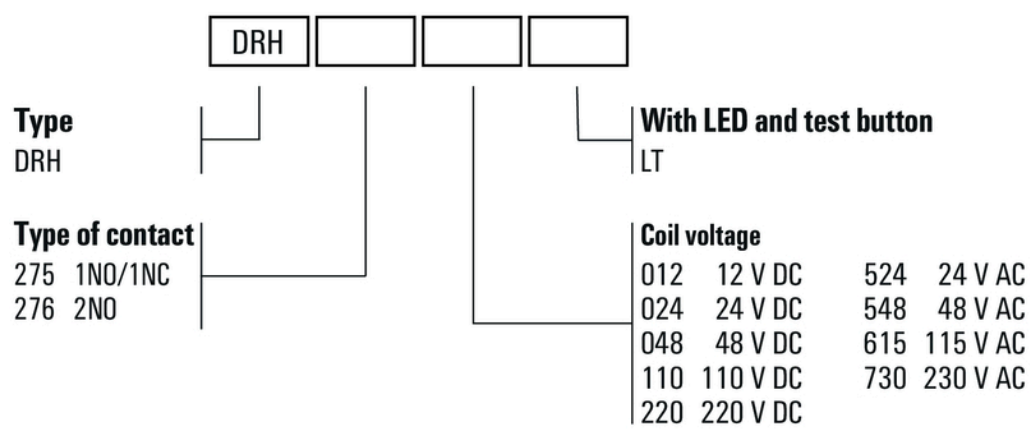 DRH
Type
DRH
With LED and test button
LT
Type of contact
275 1NO/1NC
276 2NO
Coil voltage
012 12 V DC 524 24 V AC
024 24 V DC 548 48 V AC
048 48 V DC 615 115 V AC
110 110 V DC 730 230 V AC
220 220 V DC